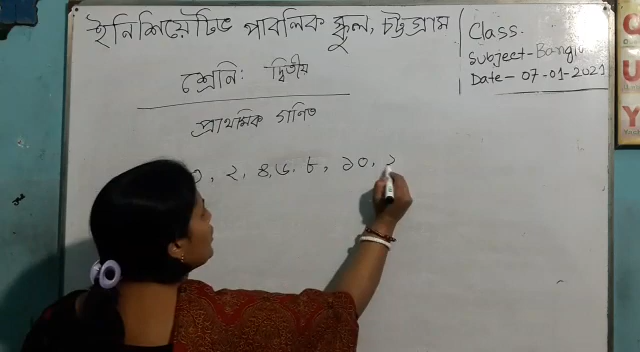 ইনিশিয়েটিভ পাবলিক স্কুল, চট্টগ্রাম
শ্রেনি: দ্বিতীয়
প্রাথমিক গনিত
০, ২, ৪, ৬, ৮, ১০, ১
Class.
Subject- Bangla
Date- 07-01-2021
Q
U
Y